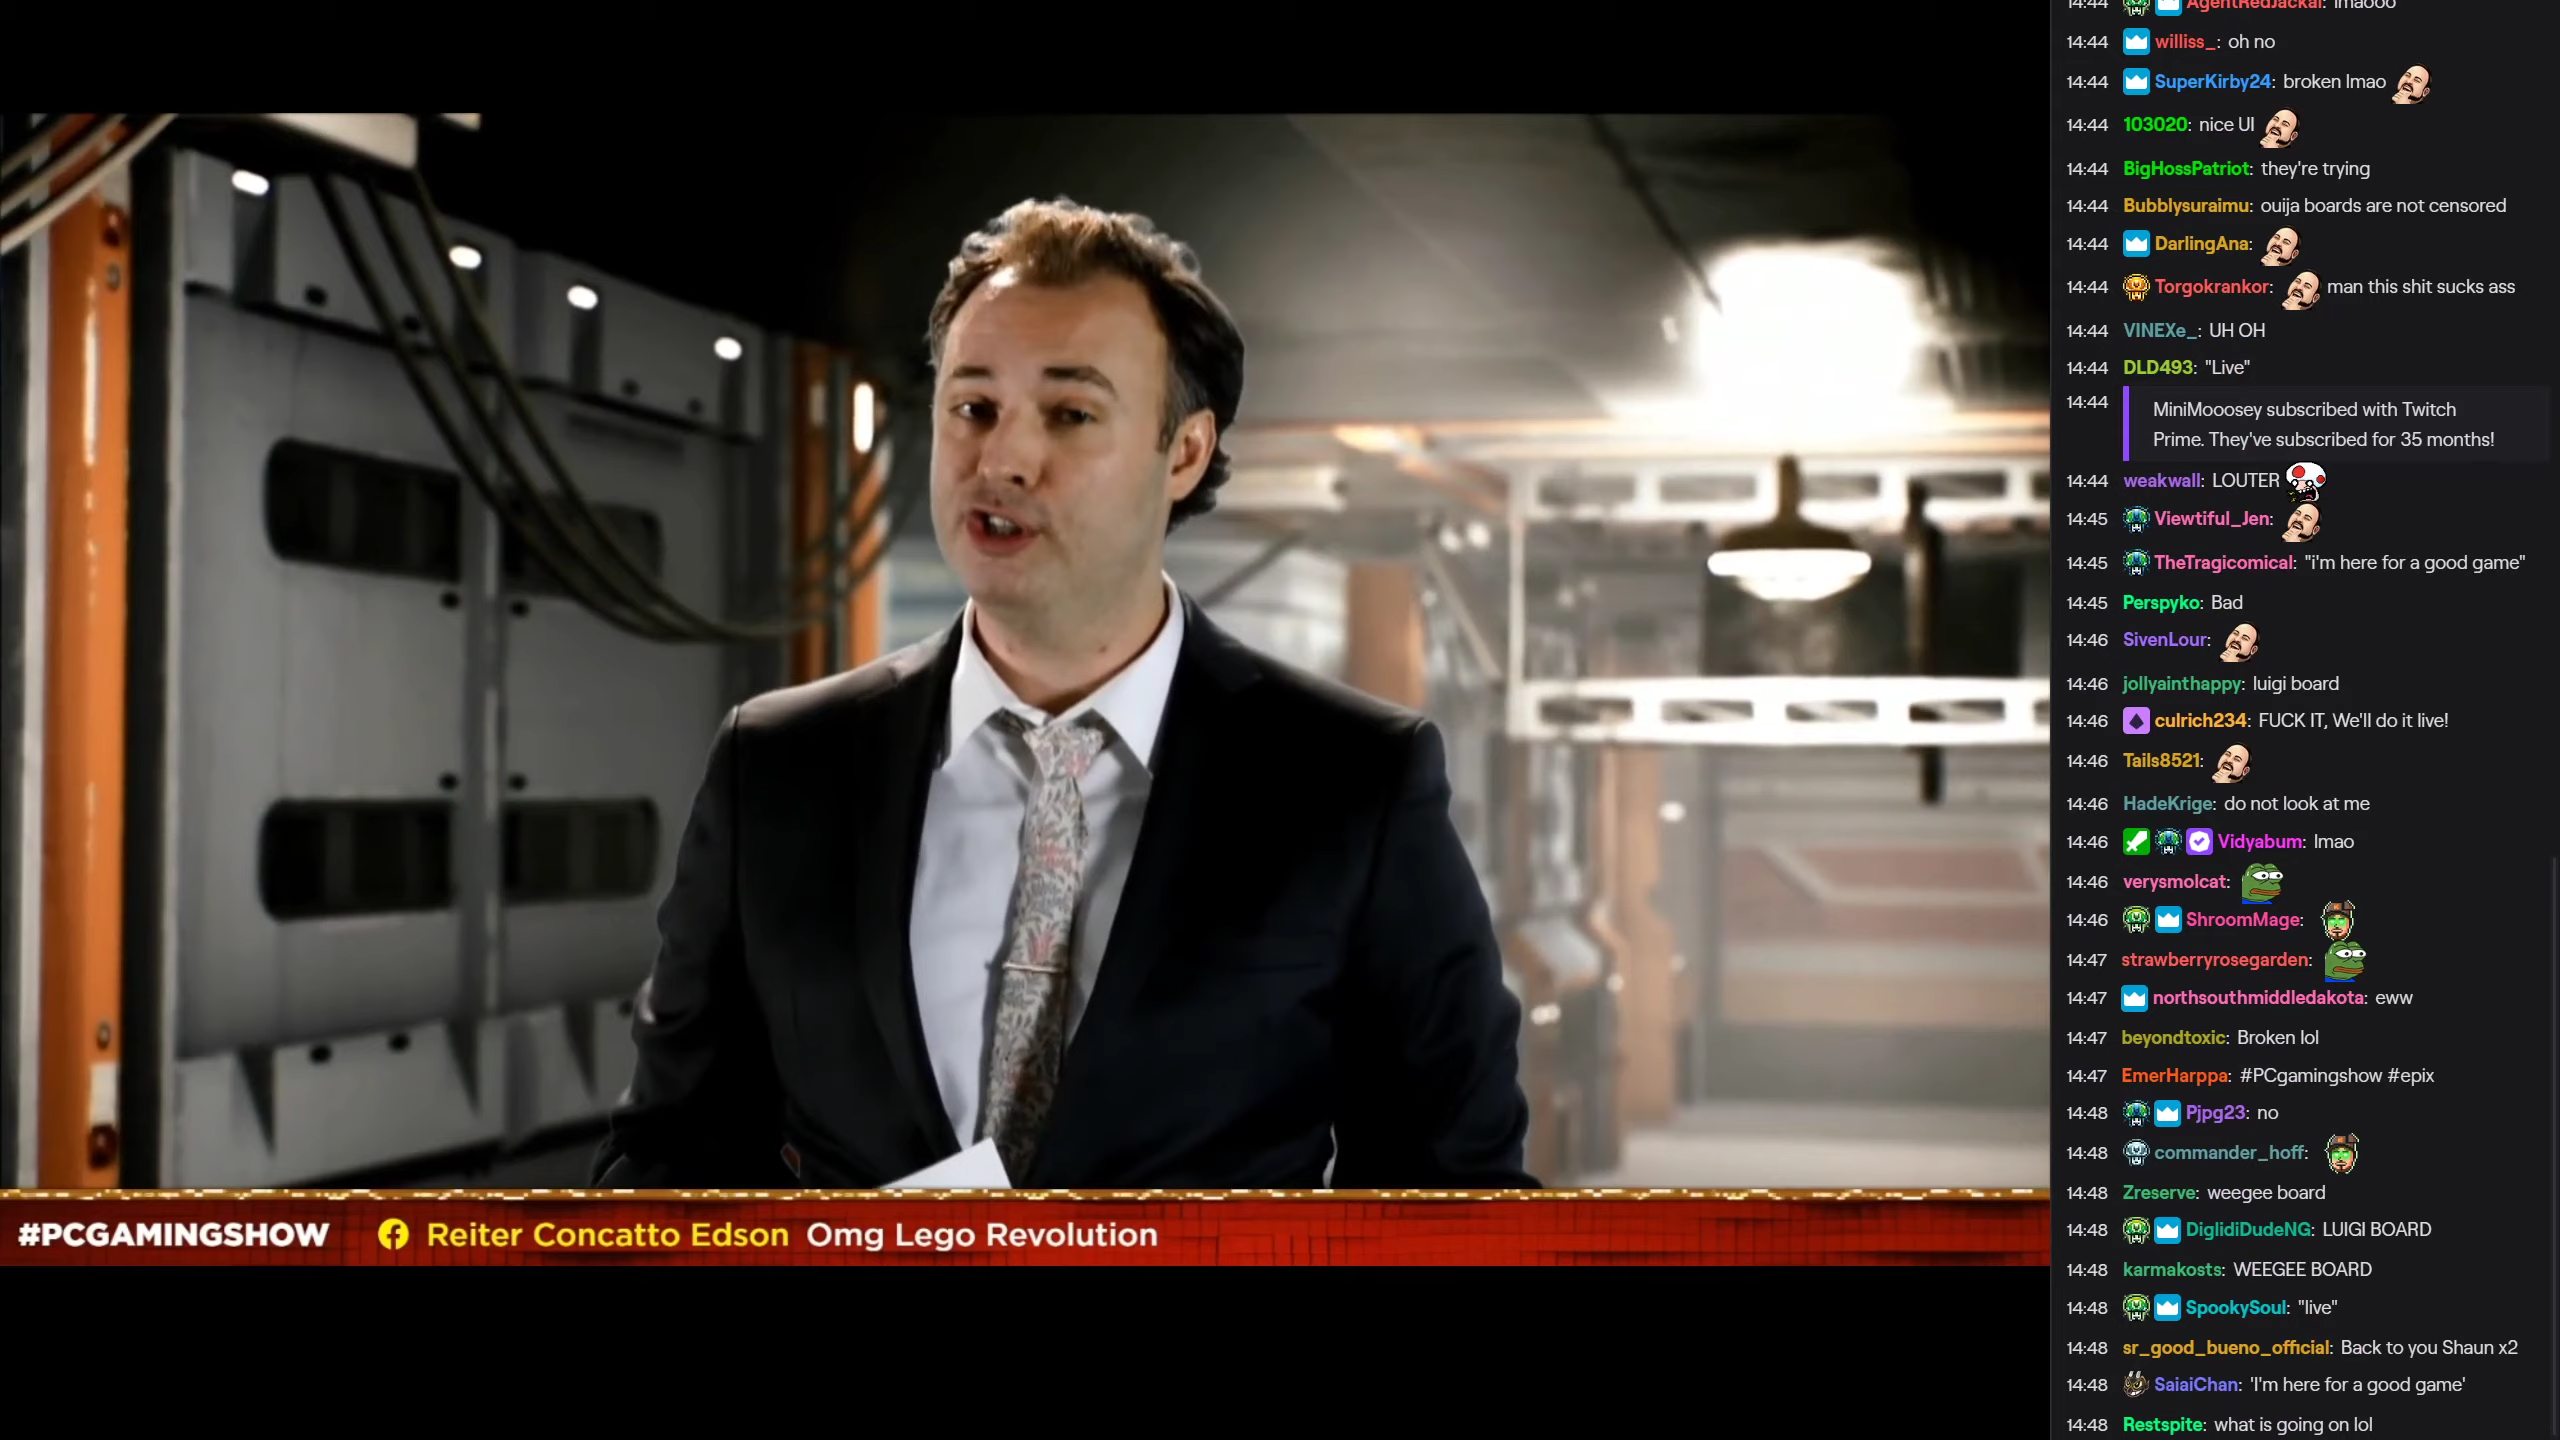 #PCGAMINGSHOW
Reiter Concatto Edson Omg Lego Revolution
14:44 AgentRedJackal: lmaooo
14:44 williss_: oh no
14:44 SuperKirby24: broken lmao
14:44 103020: nice UI
14:44 BigHossPatriot: they're trying
14:44 Bubblysuraimu: ouija boards are not censored
14:44 DarlingAna:
14:44 Torgokrankor: man this shit sucks ass
14:44 VINEXe_: UH OH
14:44 DLD493: "Live"
14:44 MiniMooosey subscribed with Twitch
Prime. They've subscribed for 35 months!
14:44 weakwall: LOUTER
14:45 Viewtiful_Jen:
14:45 TheTragicomical: "i'm here for a good game"
14:45 Perspyko: Bad
14:46 SivenLour:
14:46 jollyainthappy: luigi board
14:46 culrich234: FUCK IT, We'll do it live!
14:46 Tails8521:
14:46 HadeKrige: do not look at me
14:46 Vidyabum: lmao
14:46 verysmolcat:
14:46 ShroomMage:
14:47 strawberryrosegarden:
14:47 northsouthmiddledakota: eww
14:47 beyondtoxic: Broken lol
14:47 EmerHarppa: #PCgamingshow #epix
14:48 Pjpg23: no
14:48 commander_hoff:
14:48 Zreserve: weegee board
14:48 DiglidiDudeNG: LUIGI BOARD
14:48 karmakosts: WEEGEE BOARD
14:48 SpookySoul: "live"
14:48 sr_good_bueno_official: Back to you Shaun x2
14:48 SaiaiChan: 'I'm here for a good game'
14:48 Restspite: what is going on lol